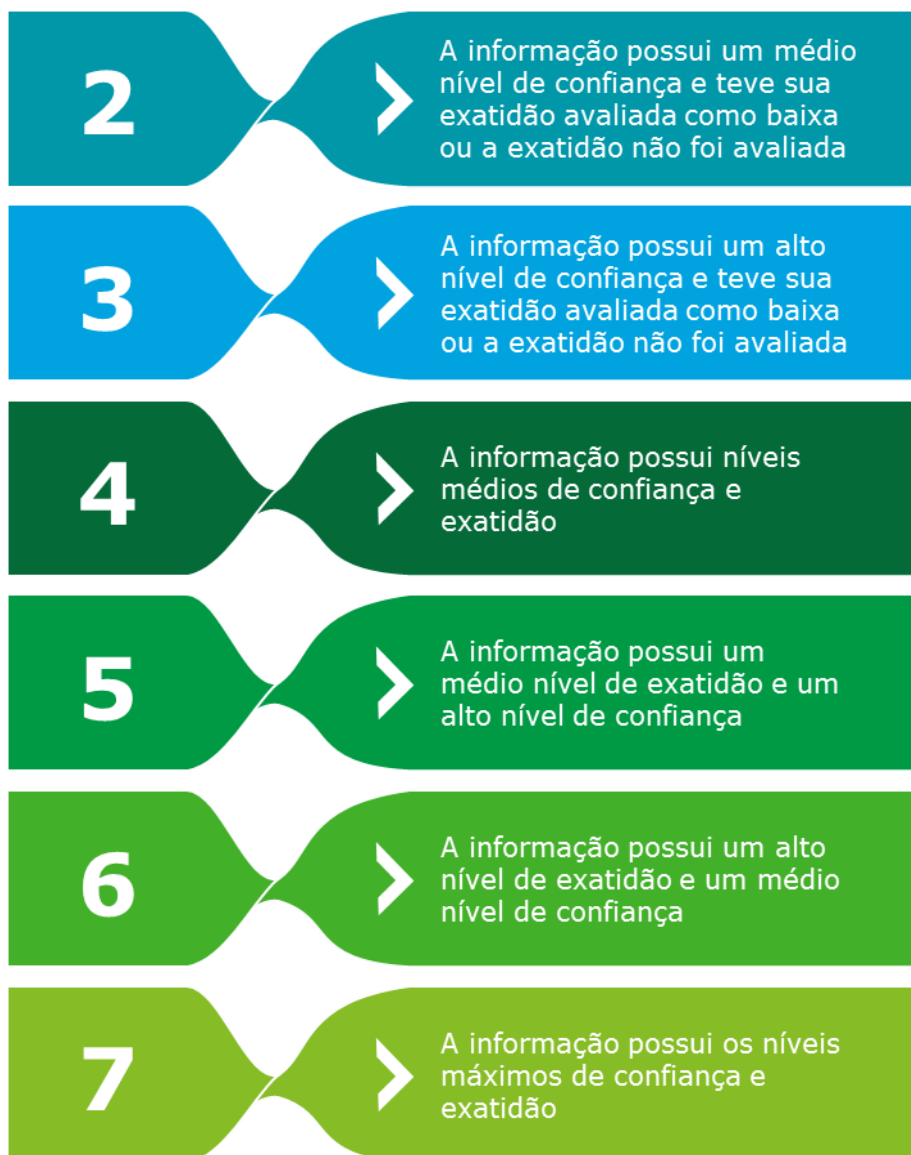 2
A informação possui um médio
nível de confiança e teve sua
exatidão avaliada como baixa
ou a exatidão não foi avaliada
3
A informação possui um alto
nível de confiança e teve sua
exatidão avaliada como baixa
ou a exatidão não foi avaliada
4
A informação possui níveis
médios de confiança e
exatidão
5
A informação possui um
médio nível de exatidão e um
alto nível de confiança
6
A informação possui um alto
nível de exatidão e um médio
nível de confiança
7
A informação possui os níveis
máximos de confiança e
exatidão